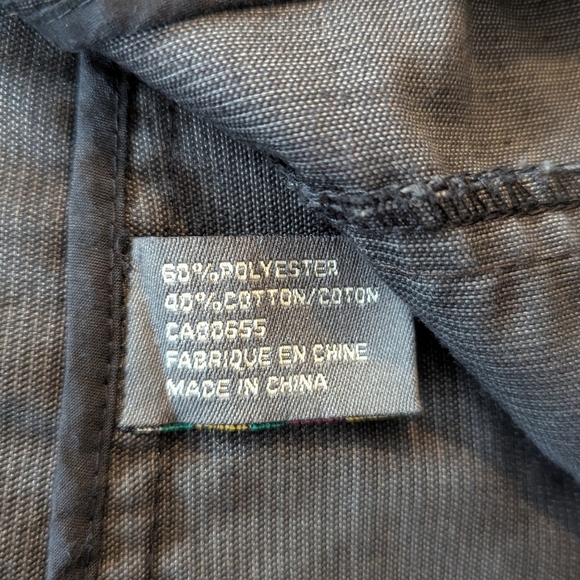 60%POLYESTER
40%COTTON/COTON
CA00655
FABRIQUE EN CHINE
MADE IN CHINA